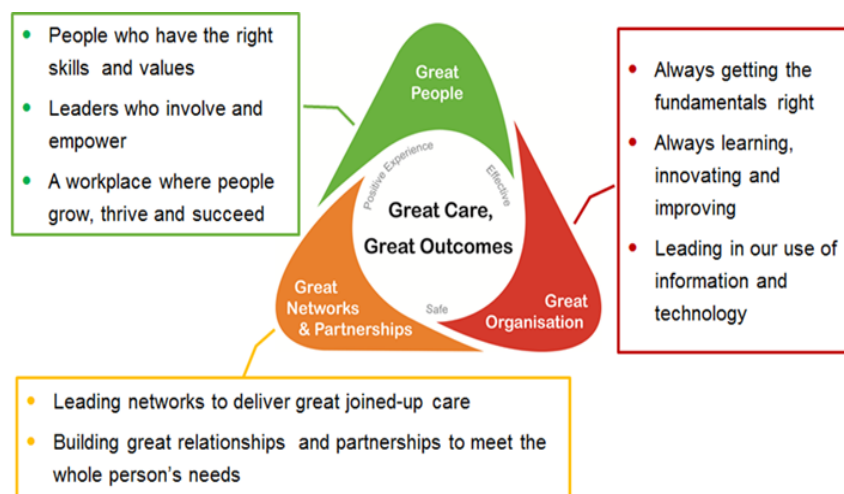 • People who have the right
skills and values
• Leaders who involve and
empower
• A workplace where people
grow, thrive and succeed
Great
People
• Always getting the
fundamentals right
• Always learning,
innovating and
improving
• Leading in our use of
information and
technology
Positive Experience
Effective
Safe
Great Care,
Great Outcomes
Great
Networks
& Partnerships
Great
Organisation
• Leading networks to deliver great joined-up care
• Building great relationships and partnerships to meet the
whole person's needs